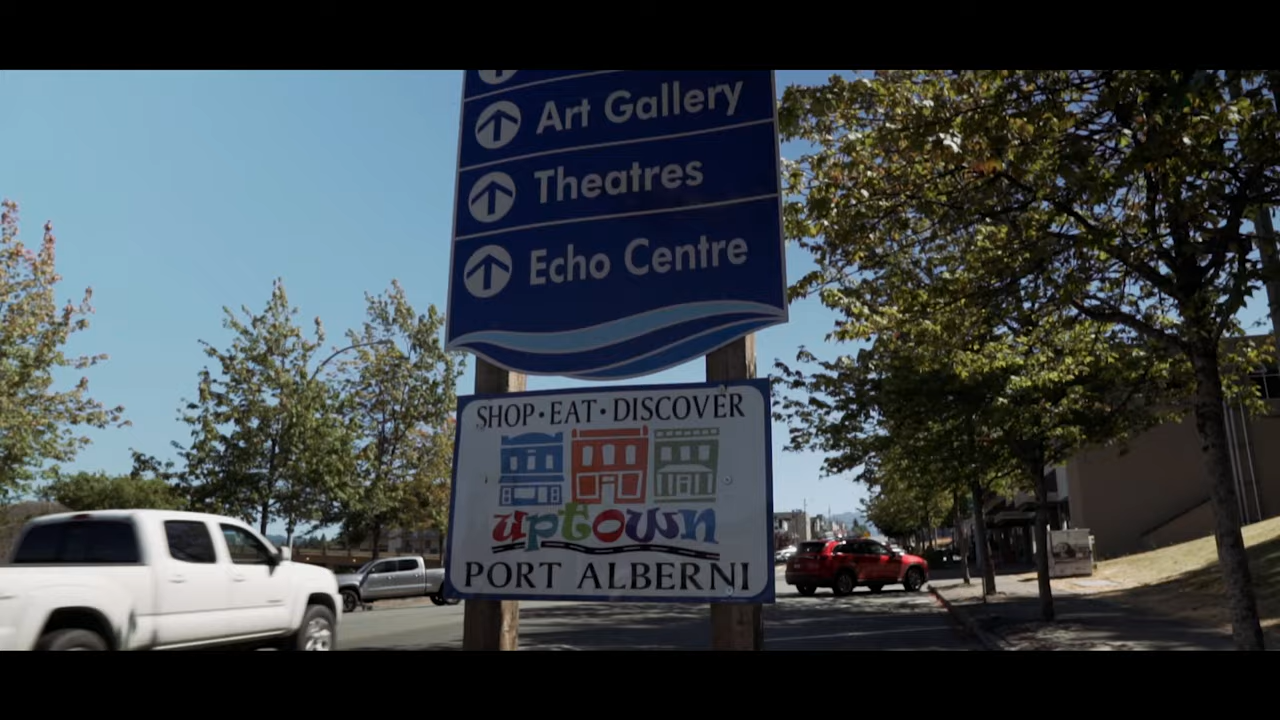 Art Gallery
Theatres
Echo Centre
SHOP • EAT • DISCOVER
uptown
PORT ALBERNI